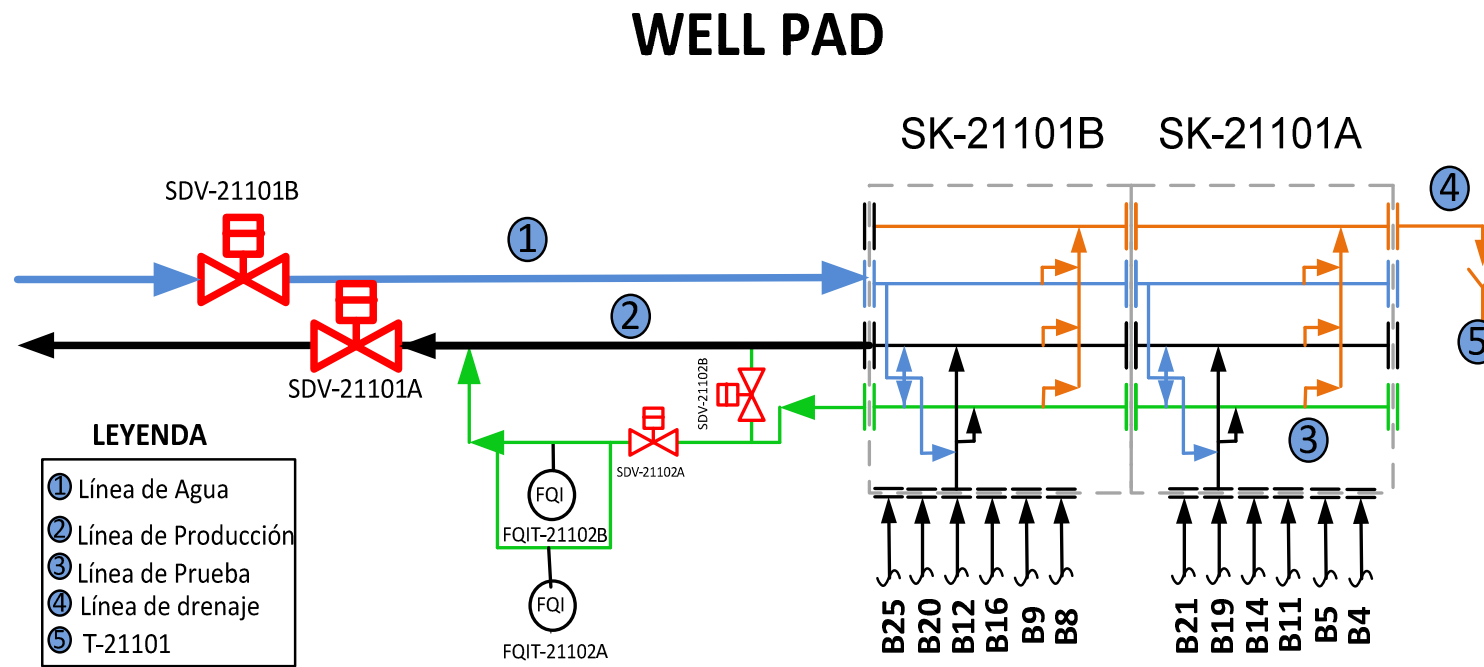 WELL PAD
SK-21101B
SK-21101A
SDV-21101B
1
4
2
SDV-21101A
SDV-21102B
5
LEYENDA
SDV-21102A
3
1 Línea de Agua
2 Línea de Producción
3 Línea de Prueba
4 Línea de drenaje
5 T-21101
FQI
FQIT-21102B
FQI
FQIT-21102A
B25
B20
B12
B16
B9
B8
B21
B19
B14
B11
B5
B4